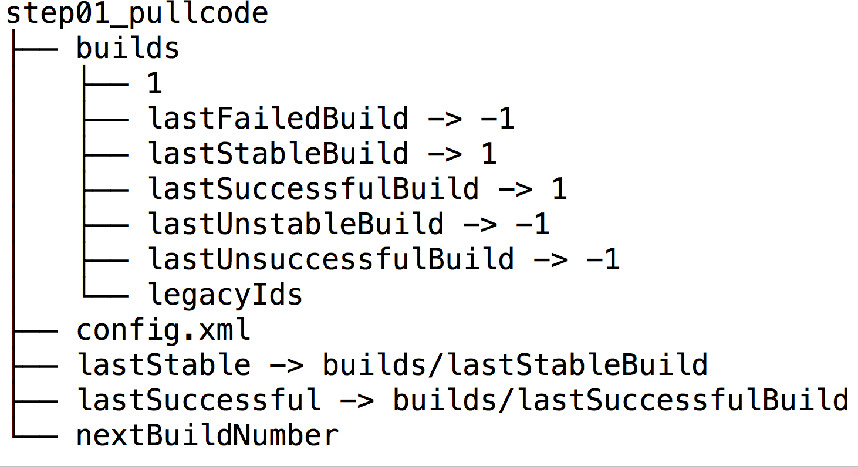 step01_pullcode
├── builds
│   ├── 1
│   ├── lastFailedBuild -> -1
│   ├── lastStableBuild -> 1
│   ├── lastSuccessfulBuild -> 1
│   ├── lastUnstableBuild -> -1
│   ├── lastUnsuccessfulBuild -> -1
│   └── legacyIds
├── config.xml
├── lastStable -> builds/lastStableBuild
├── lastSuccessful -> builds/lastSuccessfulBuild
└── nextBuildNumber